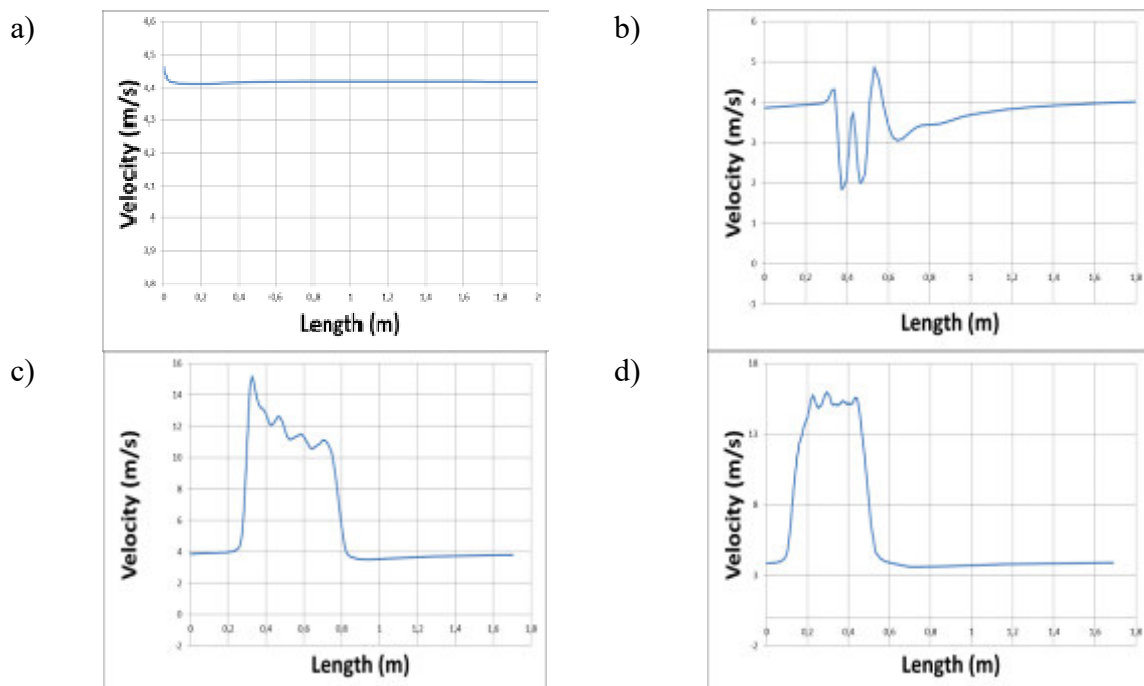 a)
Velocity (m/s)
4,6
4,5
4,4
4,3
4,2
4,1
4
3,9
3,8
0 0,2 0,4 0,6 0,8 1 1,2 1,4 1,6 1,8 2
Length (m)
b)
Velocity (m/s)
6
5
4
3
2
1
0
-1
0 0,2 0,4 0,6 0,8 1 1,2 1,4 1,6 1,8
Length (m)
c)
Velocity (m/s)
16
14
12
10
8
6
4
2
0
-2
0 0,2 0,4 0,6 0,8 1 1,2 1,4 1,6 1,8
Length (m)
d)
Velocity (m/s)
18
13
8
3
-2
0 0,2 0,4 0,6 0,8 1 1,2 1,4 1,6 1,8
Length (m)